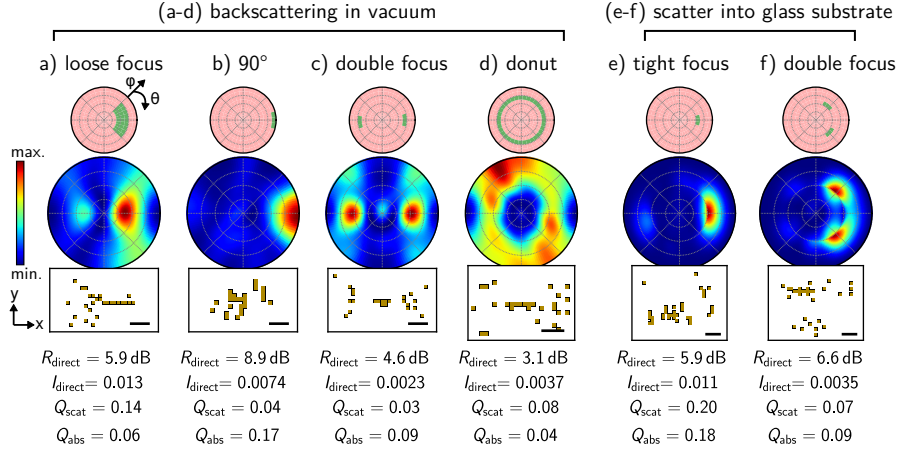 (a-d) backscattering in vacuum
(e-f) scatter into glass substrate
a) loose focus
b) 90°
c) double focus
d) donut
e) tight focus
f) double focus
φ
θ
max.
min.
y
x
R_direct = 5.9 dB
I_direct = 0.013
Q_scat = 0.14
Q_abs = 0.06
R_direct = 8.9 dB
I_direct = 0.0074
Q_scat = 0.04
Q_abs = 0.17
R_direct = 4.6 dB
I_direct = 0.0023
Q_scat = 0.03
Q_abs = 0.09
R_direct = 3.1 dB
I_direct = 0.0037
Q_scat = 0.08
Q_abs = 0.04
R_direct = 5.9 dB
I_direct = 0.011
Q_scat = 0.20
Q_abs = 0.18
R_direct = 6.6 dB
I_direct = 0.0035
Q_scat = 0.07
Q_abs = 0.09